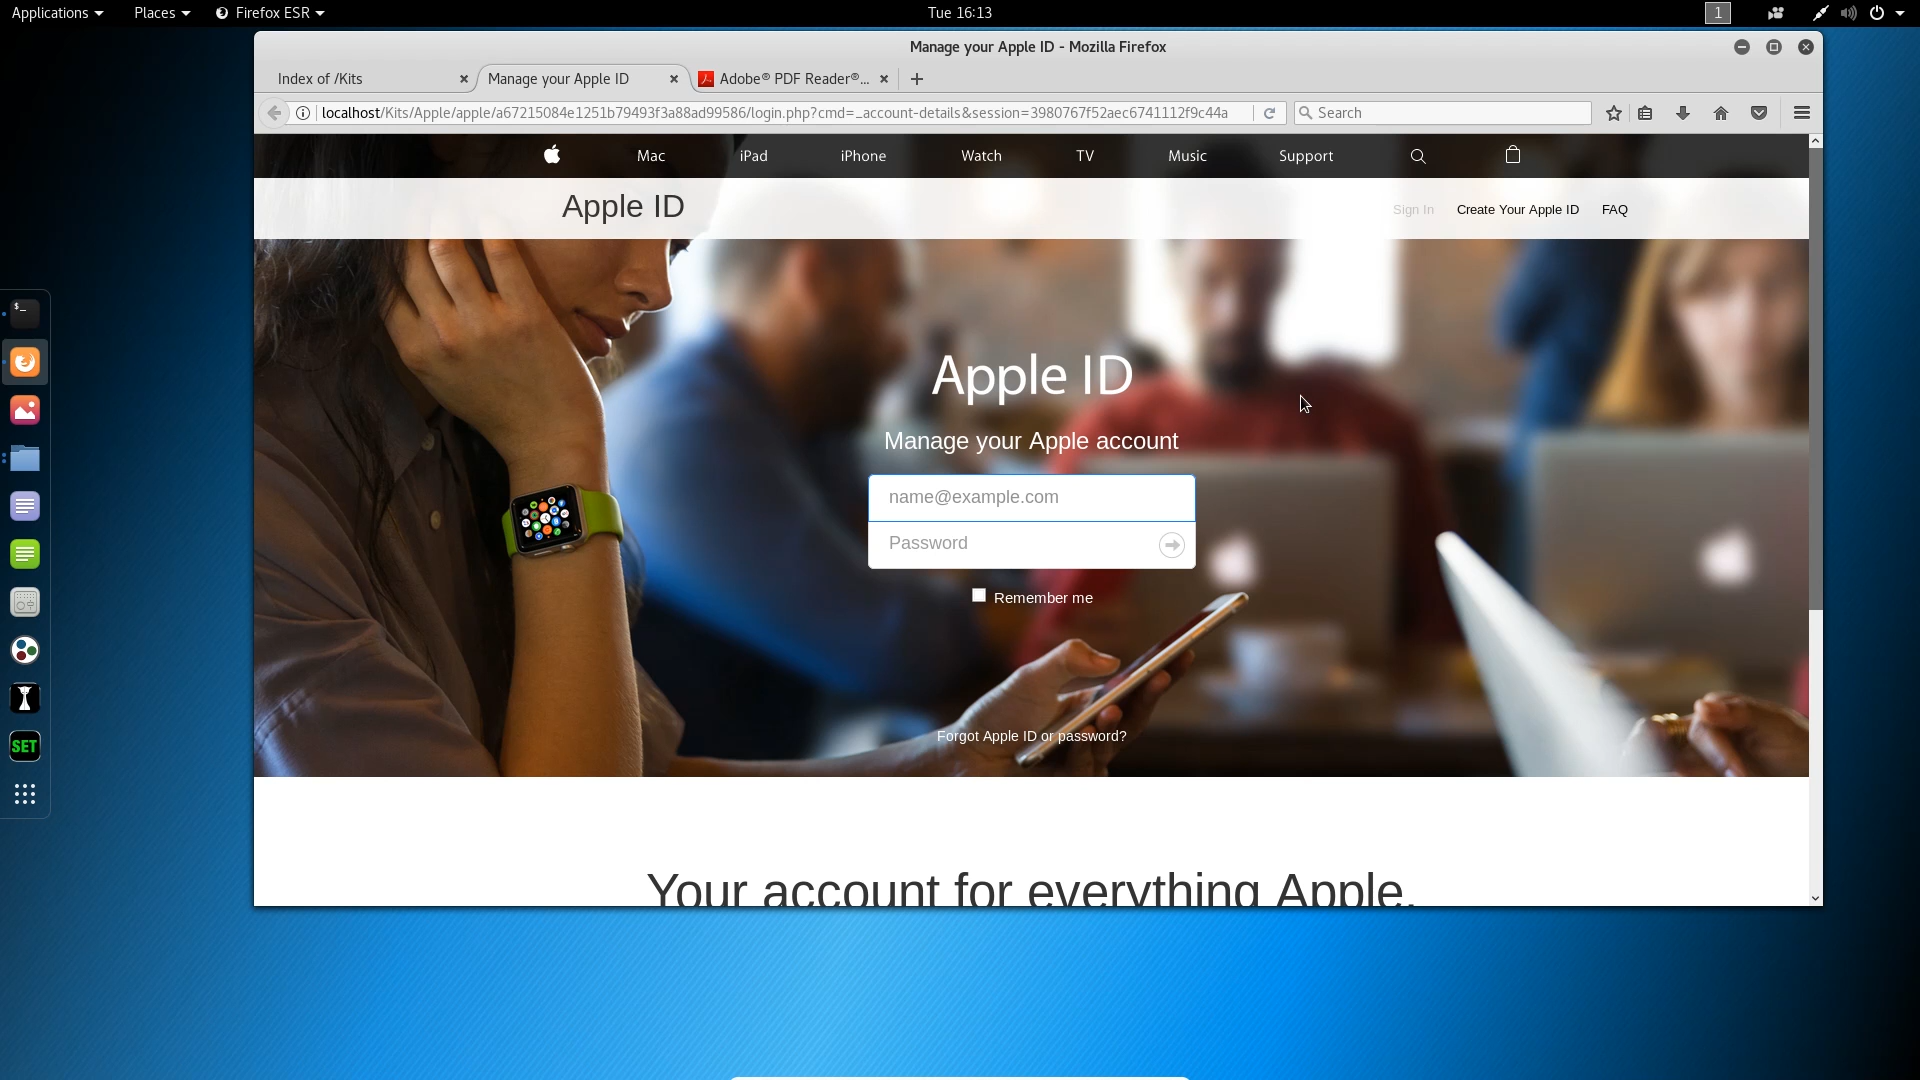 Applications Places Firefox ESR Tue 16:13 1
Manage your Apple ID - Mozilla Firefox
Index of /Kits Manage your Apple ID Adobe® PDF Reader®...
localhost/Kits/Apple/apple/a67215084e1251b79493f3a88ad99586/login.php?cmd=_account-details&session=3980767f52aec6741112f9c44a Search
Mac iPad iPhone Watch TV Music Support
Apple ID Sign In Create Your Apple ID FAQ
$_
Apple ID
Manage your Apple account
name@example.com
Password
Remember me
Forgot Apple ID or password?
SET
Your account for everything Apple.